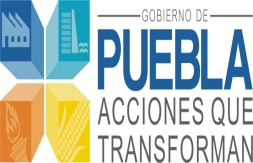 GOBIERNO DE
PUEBLA
ACCIONES QUE
TRANSFORMAN